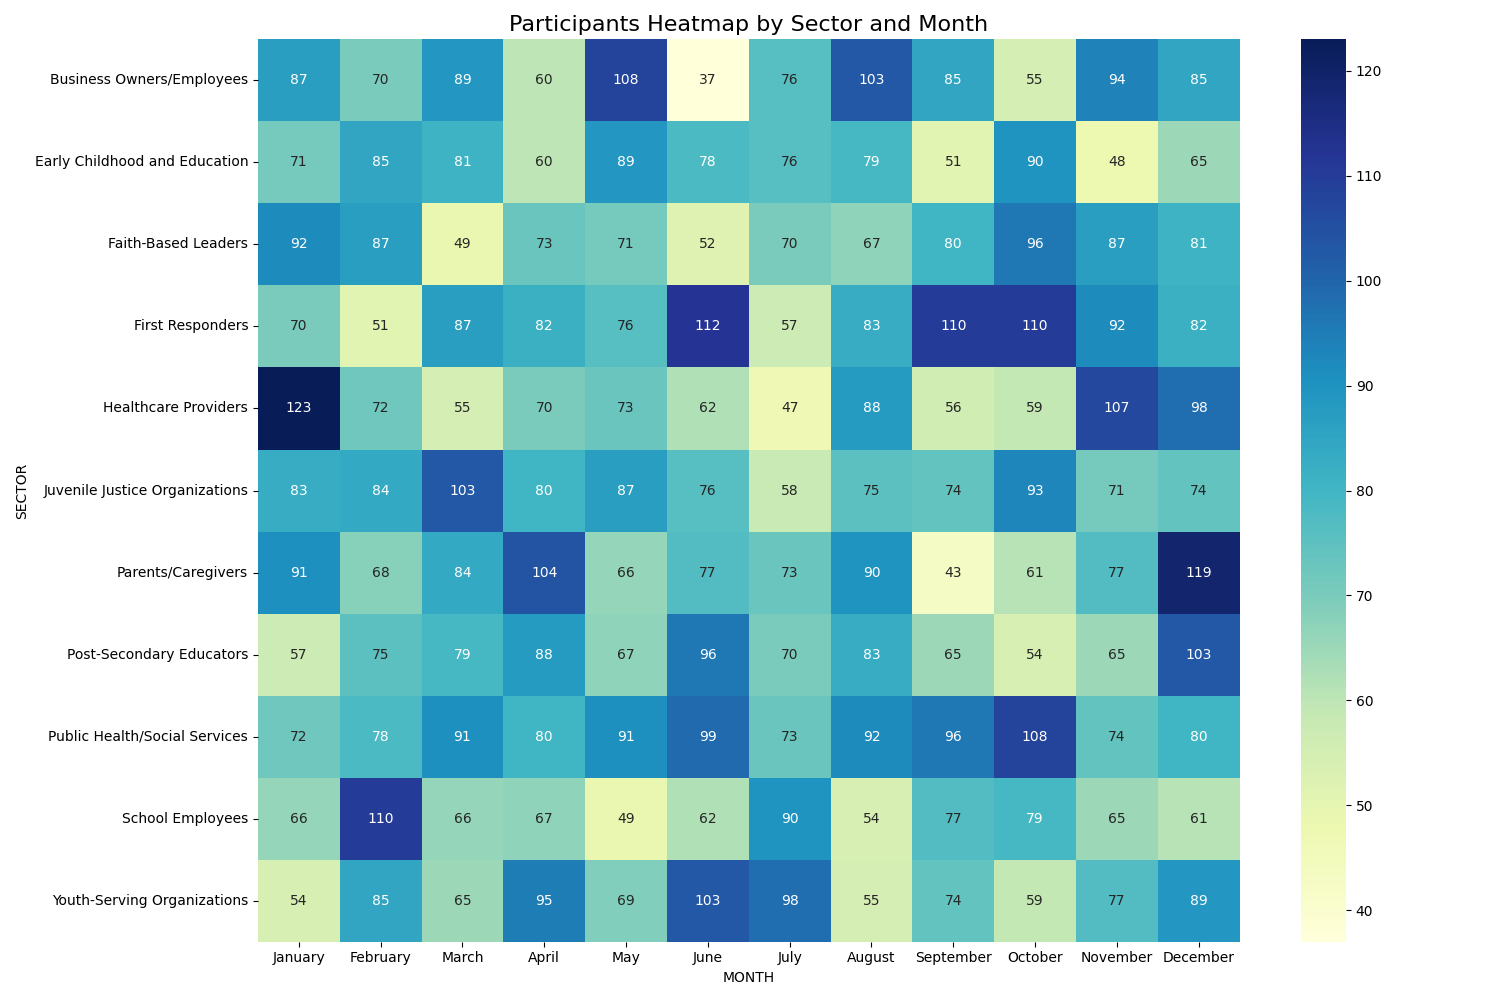 Participants Heatmap by Sector and Month
Business Owners/Employees 87 70 89 60 108 37 76 103 85 55 94 85
Early Childhood and Education 71 85 81 60 89 78 76 79 51 90 48 65
Faith-Based Leaders 92 87 49 73 71 52 70 67 80 96 87 81
First Responders 70 51 87 82 76 112 57 83 110 110 92 82
Healthcare Providers 123 72 55 70 73 62 47 88 56 59 107 98
Juvenile Justice Organizations 83 84 103 80 87 76 58 75 74 93 71 74
Parents/Caregivers 91 68 84 104 66 77 73 90 43 61 77 119
Post-Secondary Educators 57 75 79 88 67 96 70 83 65 54 65 103
Public Health/Social Services 72 78 91 80 91 99 73 92 96 108 74 80
School Employees 66 110 66 67 49 62 90 54 77 79 65 61
Youth-Serving Organizations 54 85 65 95 69 103 98 55 74 59 77 89
January February March April May June July August September October November December
MONTH
SECTOR
120
110
100
90
80
70
60
50
40